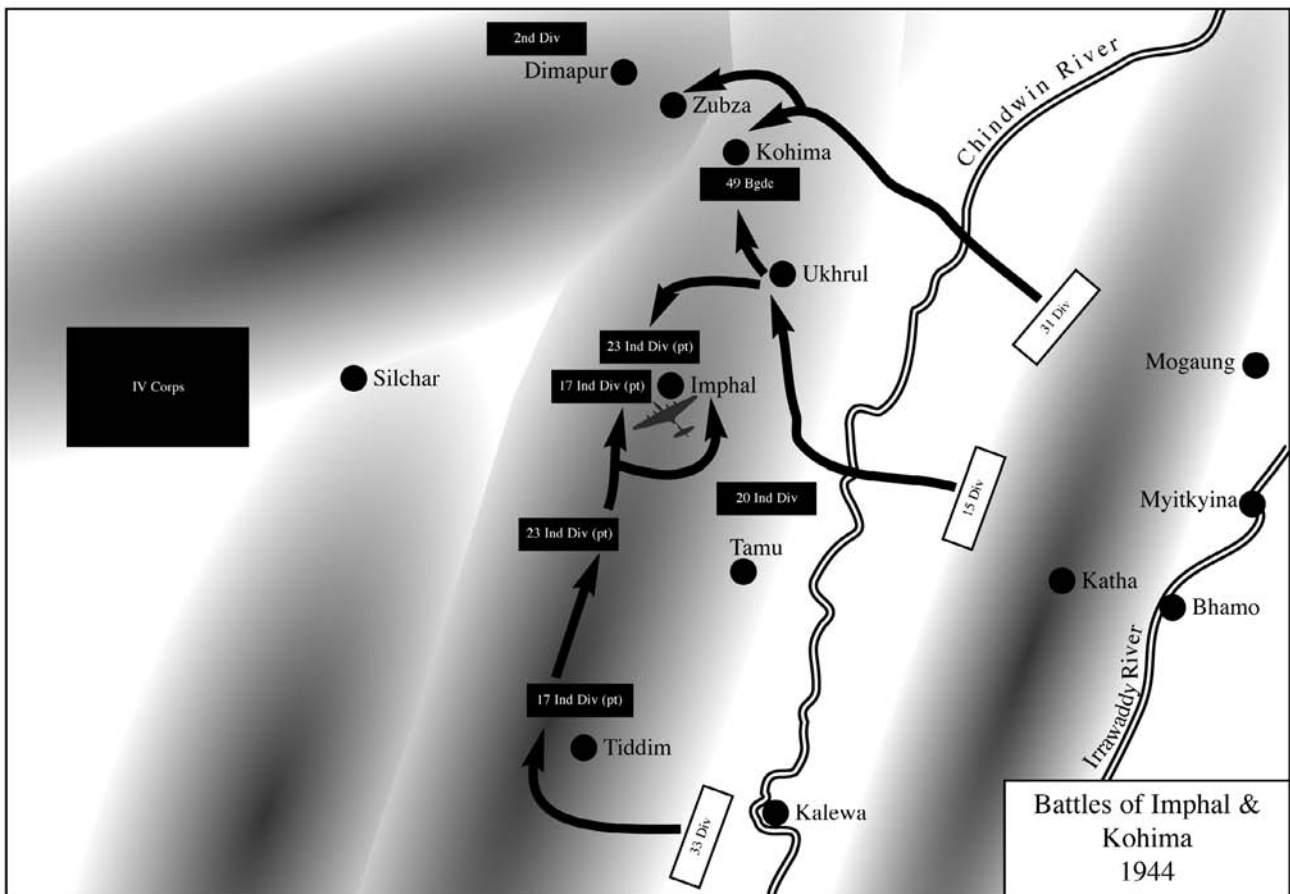 2nd Div
Dimapur
Zubza
Chindwin River
Kohima
49 Bgde
Ukhrul
31 Div
23 Ind Div (pt)
Mogaung
IV Corps
Silchar
17 Ind Div (pt)
Imphal
15 Div
20 Ind Div
Myitkyina
23 Ind Div (pt)
Tamu
Katha
Bhamo
Irrawaddy River
17 Ind Div (pt)
Tiddim
33 Div
Kalewa
Battles of Imphal &
Kohima
1944